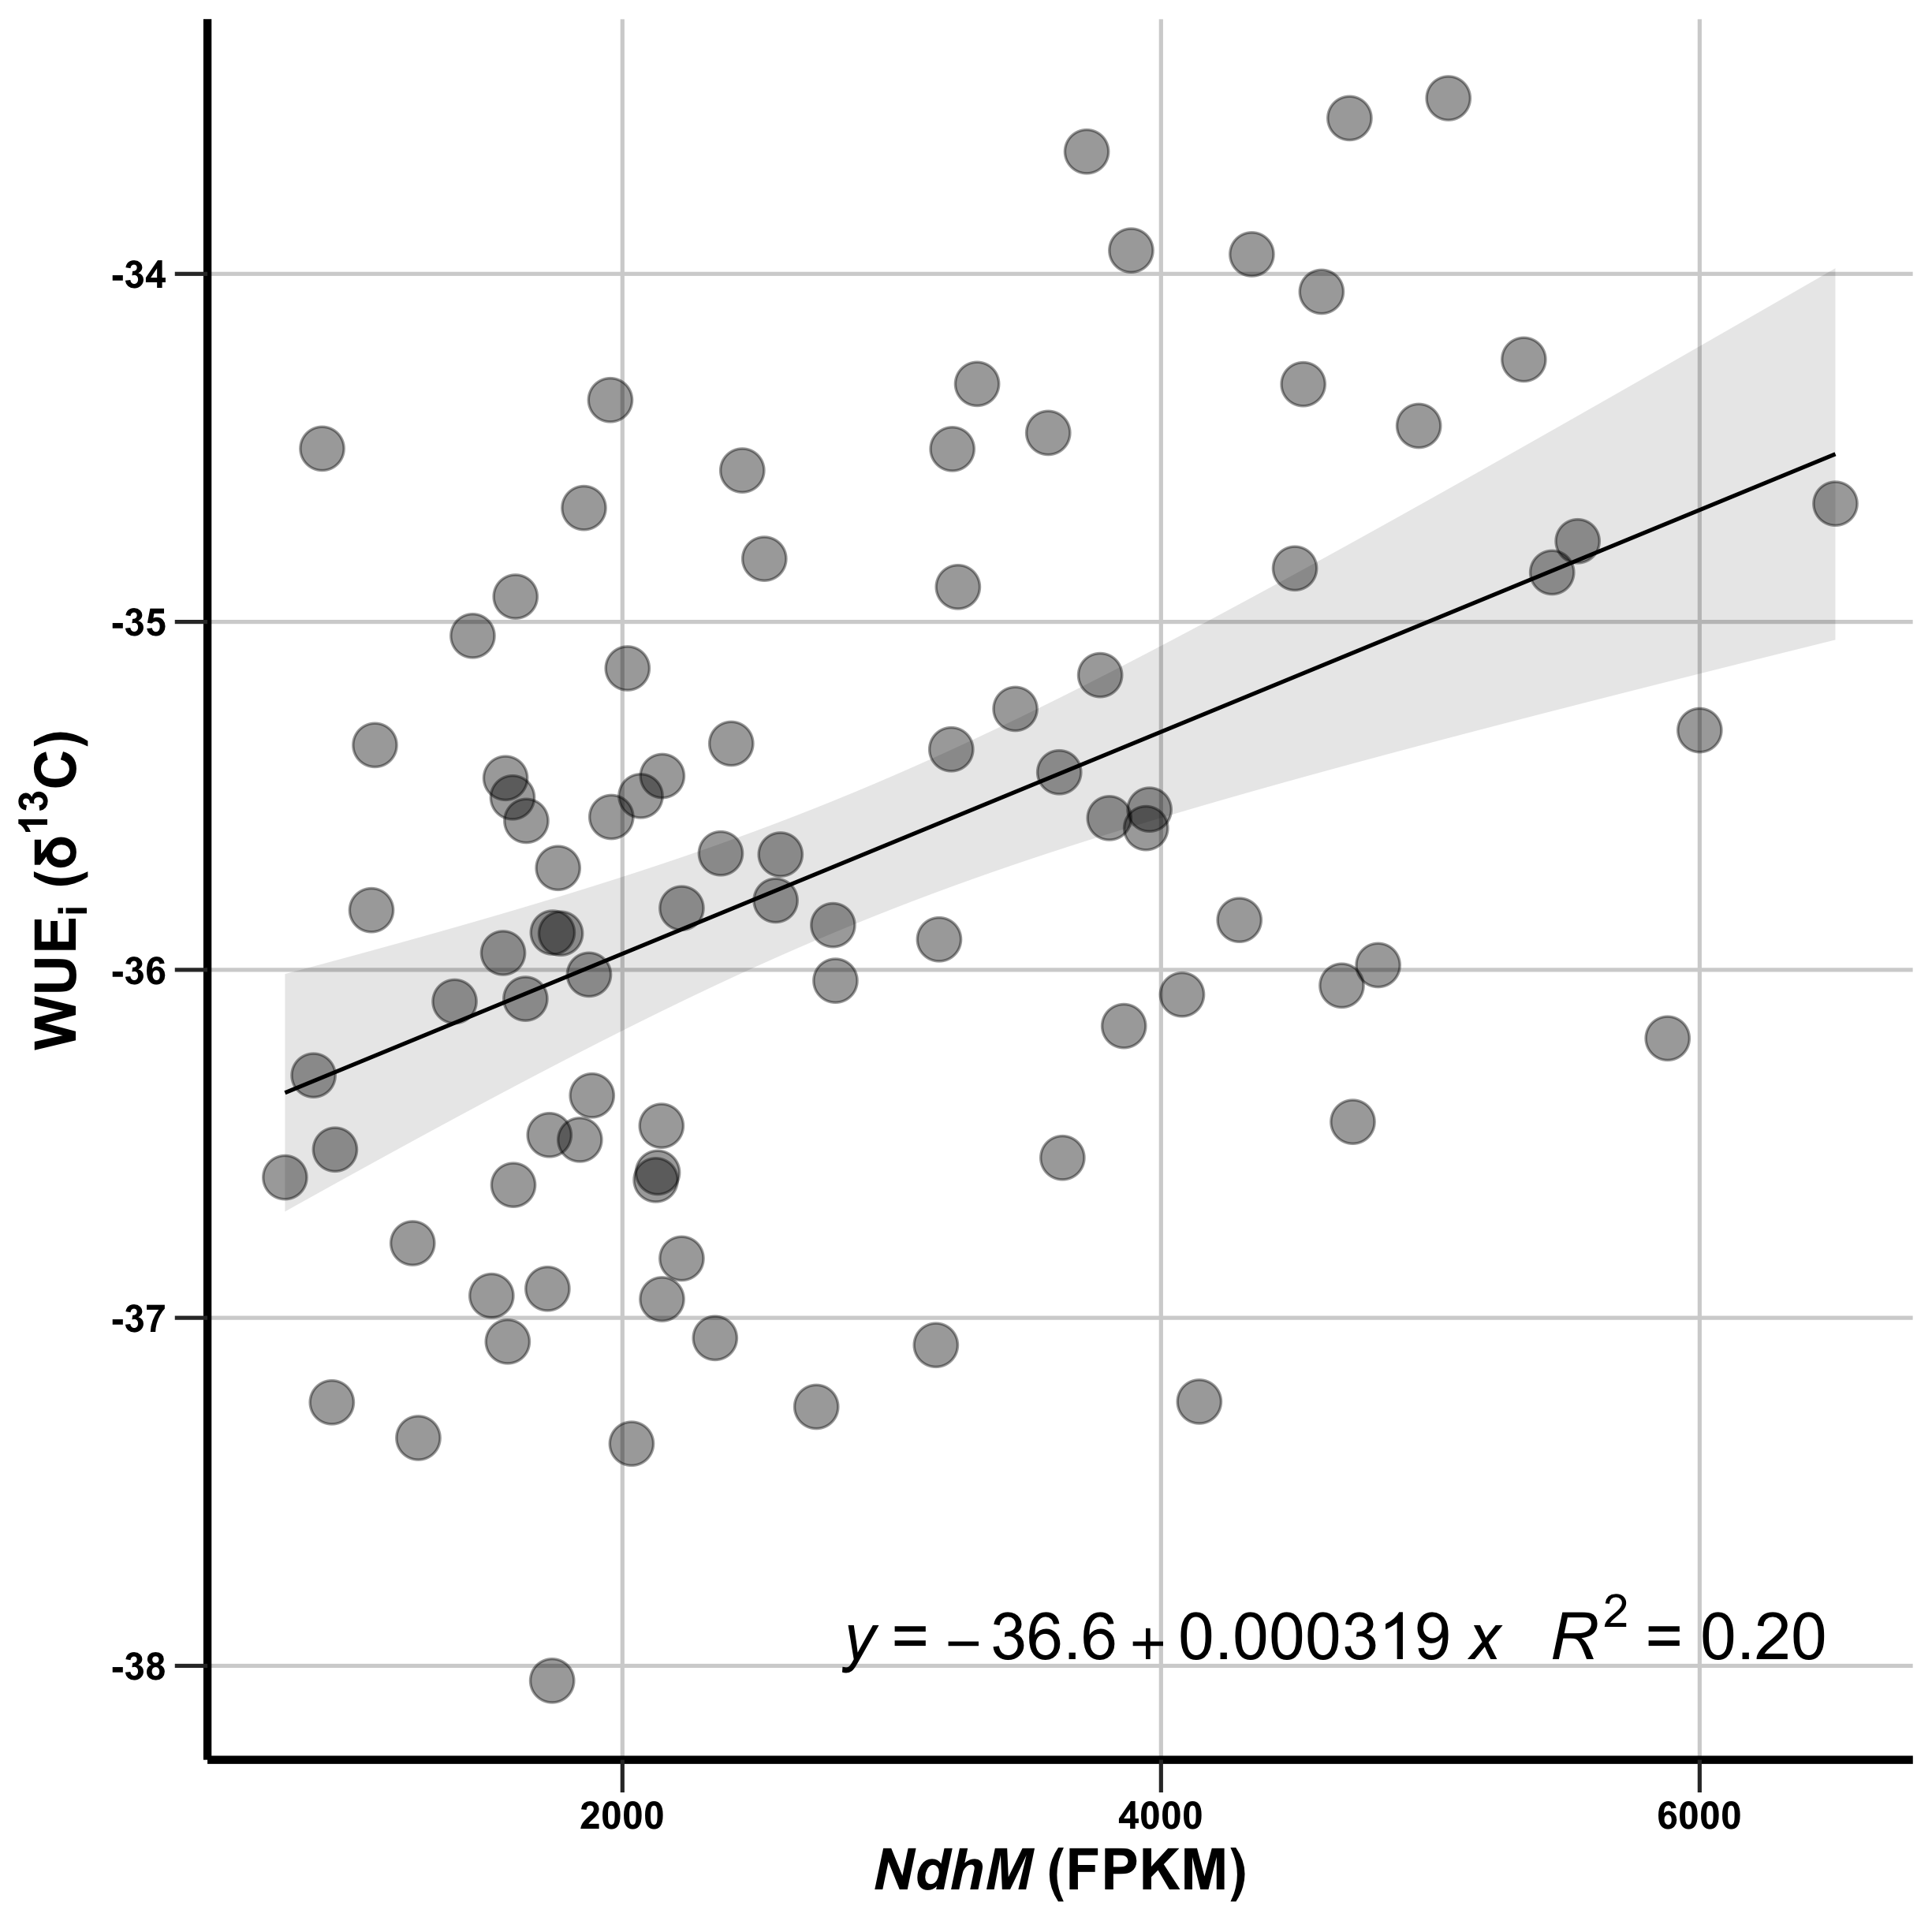 -34
-35
-36
-37
-38
WUEi (δ¹³C)
y = − 36.6 + 0.000319 x   R² = 0.20
2000 4000 6000
NdhM (FPKM)